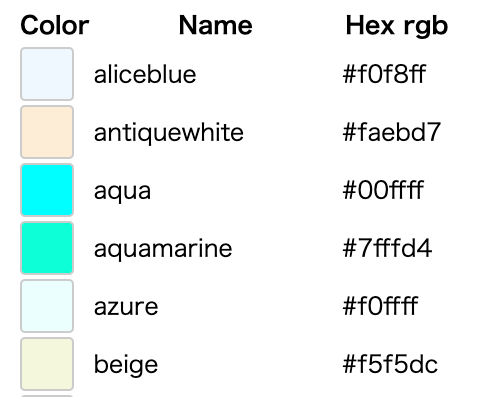 Color Name Hex rgb
aliceblue #f0f8ff
antiquewhite #faebd7
aqua #00ffff
aquamarine #7fffd4
azure #f0ffff
beige #f5f5dc